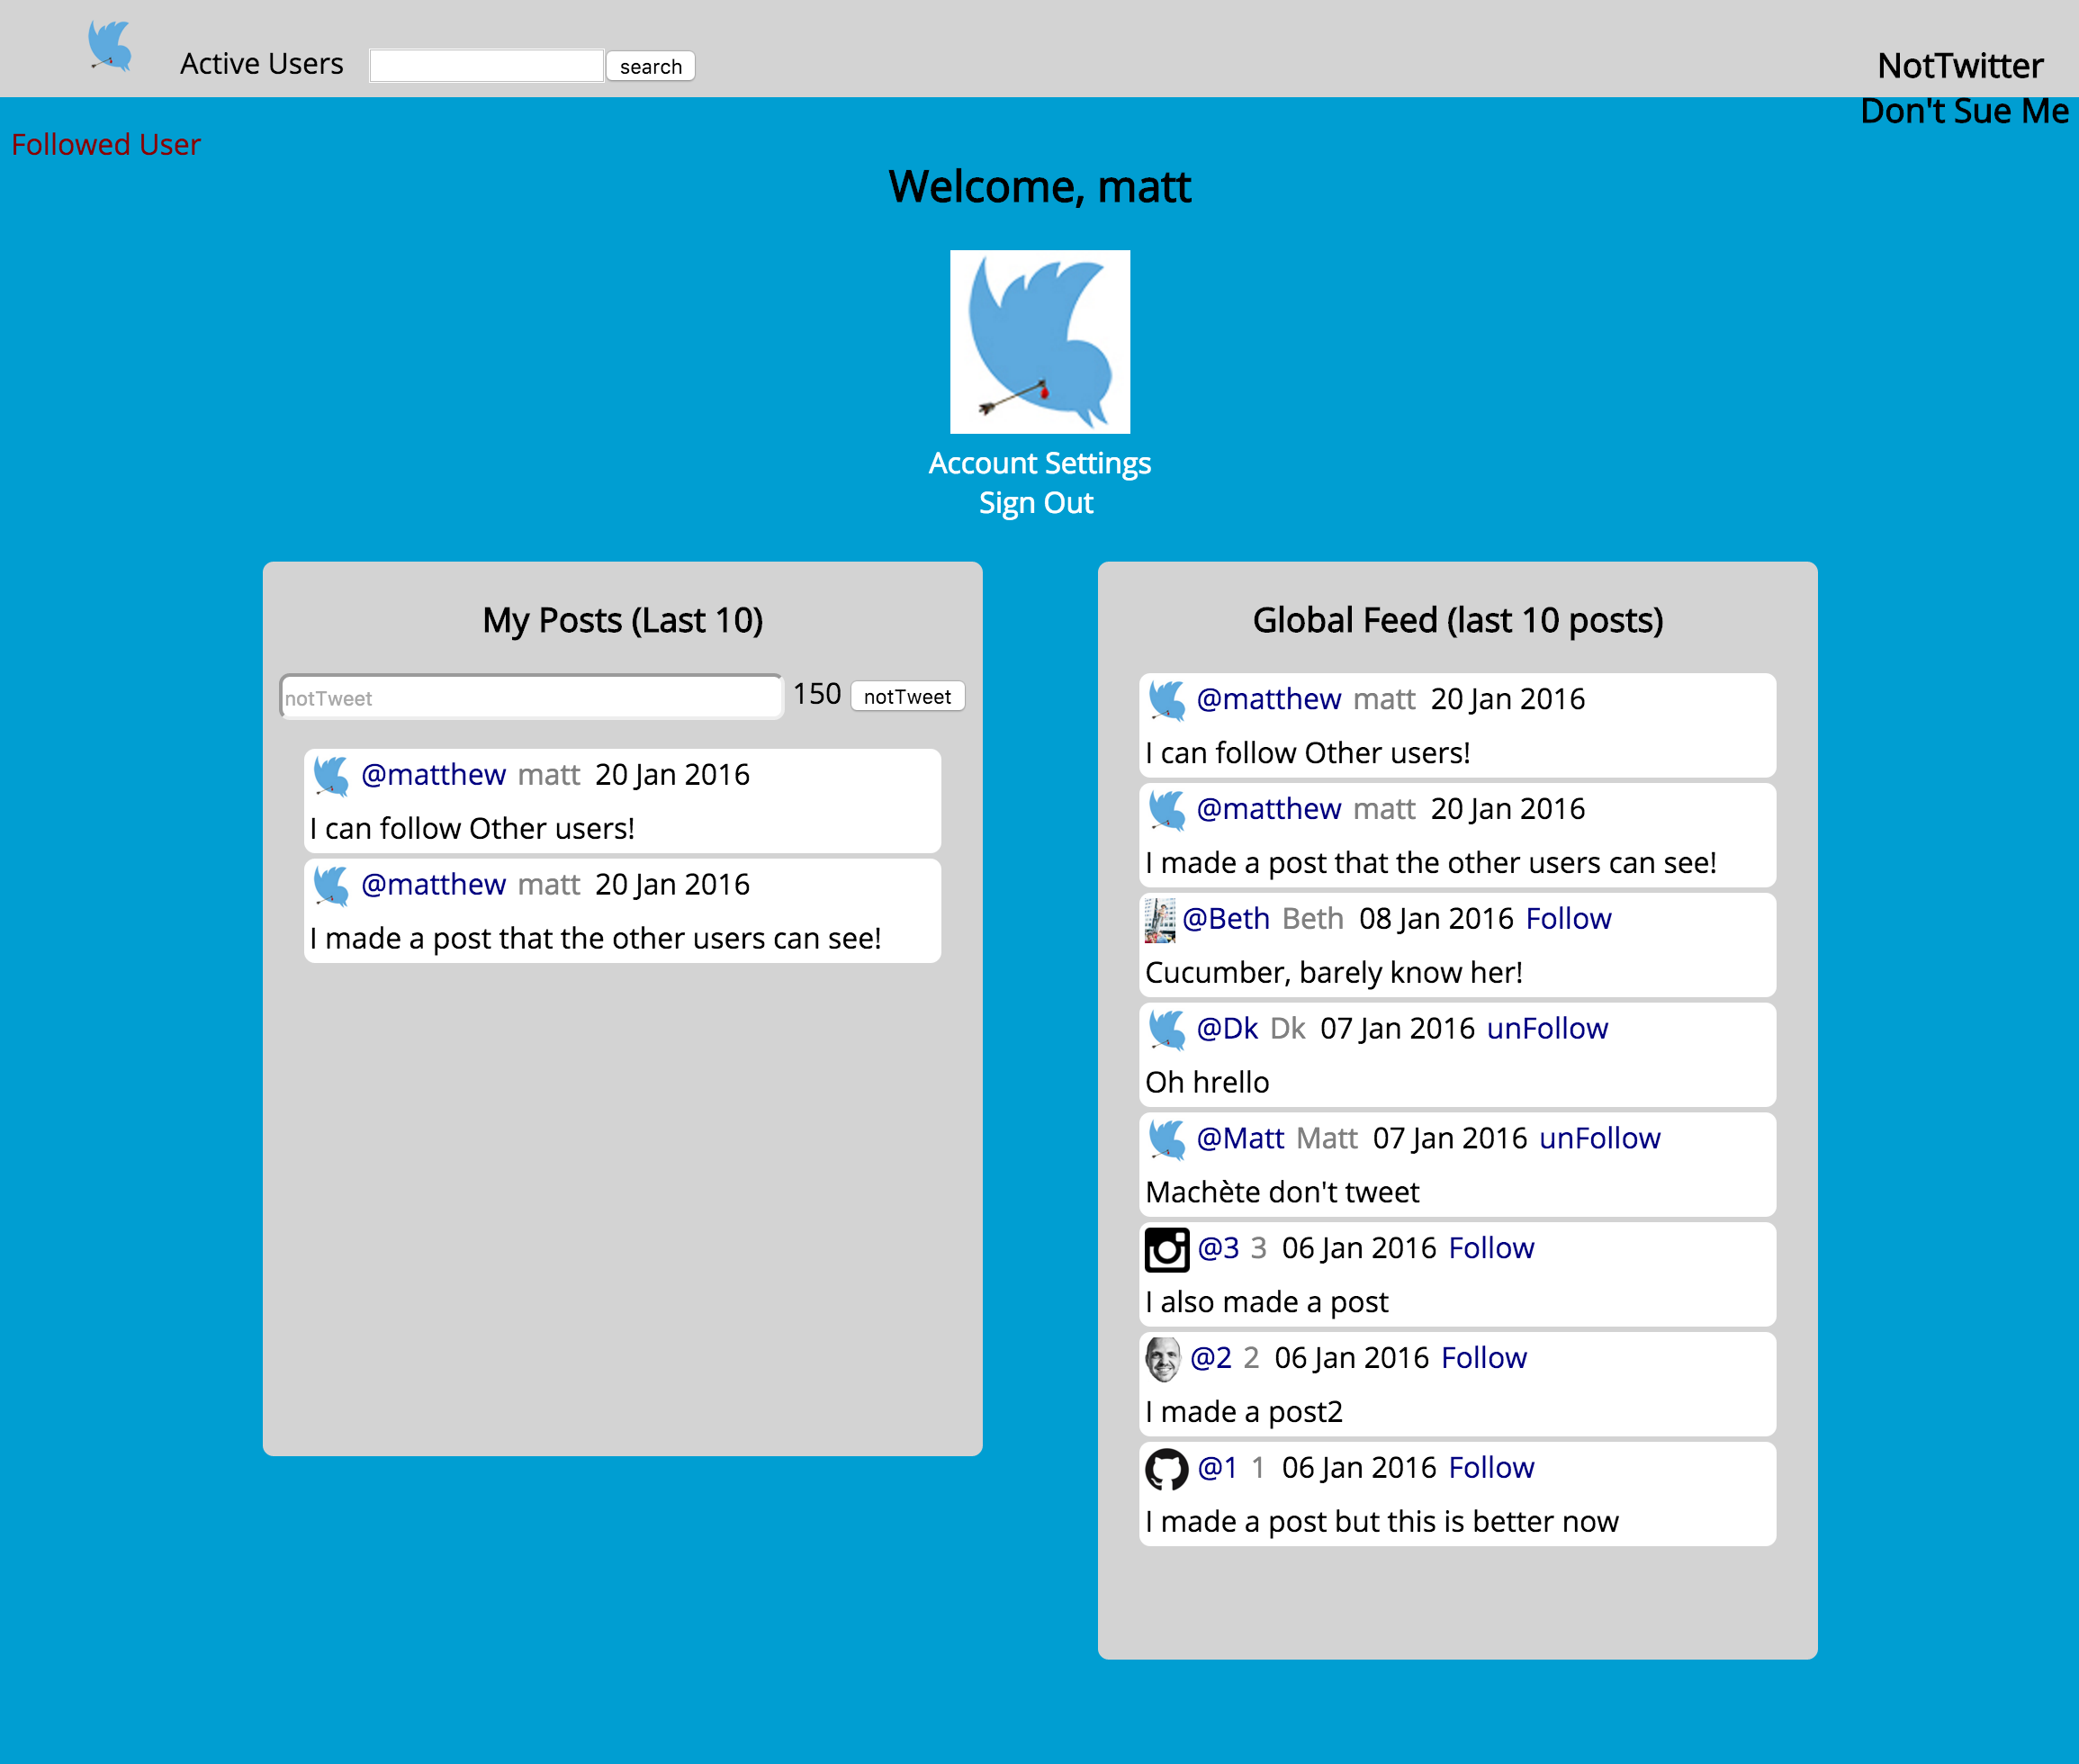 Active Users
search
NotTwitter
Don't Sue Me
Followed User
Welcome, matt
Account Settings
Sign Out
My Posts (Last 10)
notTweet 150 notTweet
@matthew matt 20 Jan 2016
I can follow Other users!
@matthew matt 20 Jan 2016
I made a post that the other users can see!
Global Feed (last 10 posts)
@matthew matt 20 Jan 2016
I can follow Other users!
@matthew matt 20 Jan 2016
I made a post that the other users can see!
@Beth Beth 08 Jan 2016 Follow
Cucumber, barely know her!
@Dk Dk 07 Jan 2016 unFollow
Oh hrello
@Matt Matt 07 Jan 2016 unFollow
Machète don't tweet
@3 3 06 Jan 2016 Follow
I also made a post
@2 2 06 Jan 2016 Follow
I made a post2
@1 1 06 Jan 2016 Follow
I made a post but this is better now